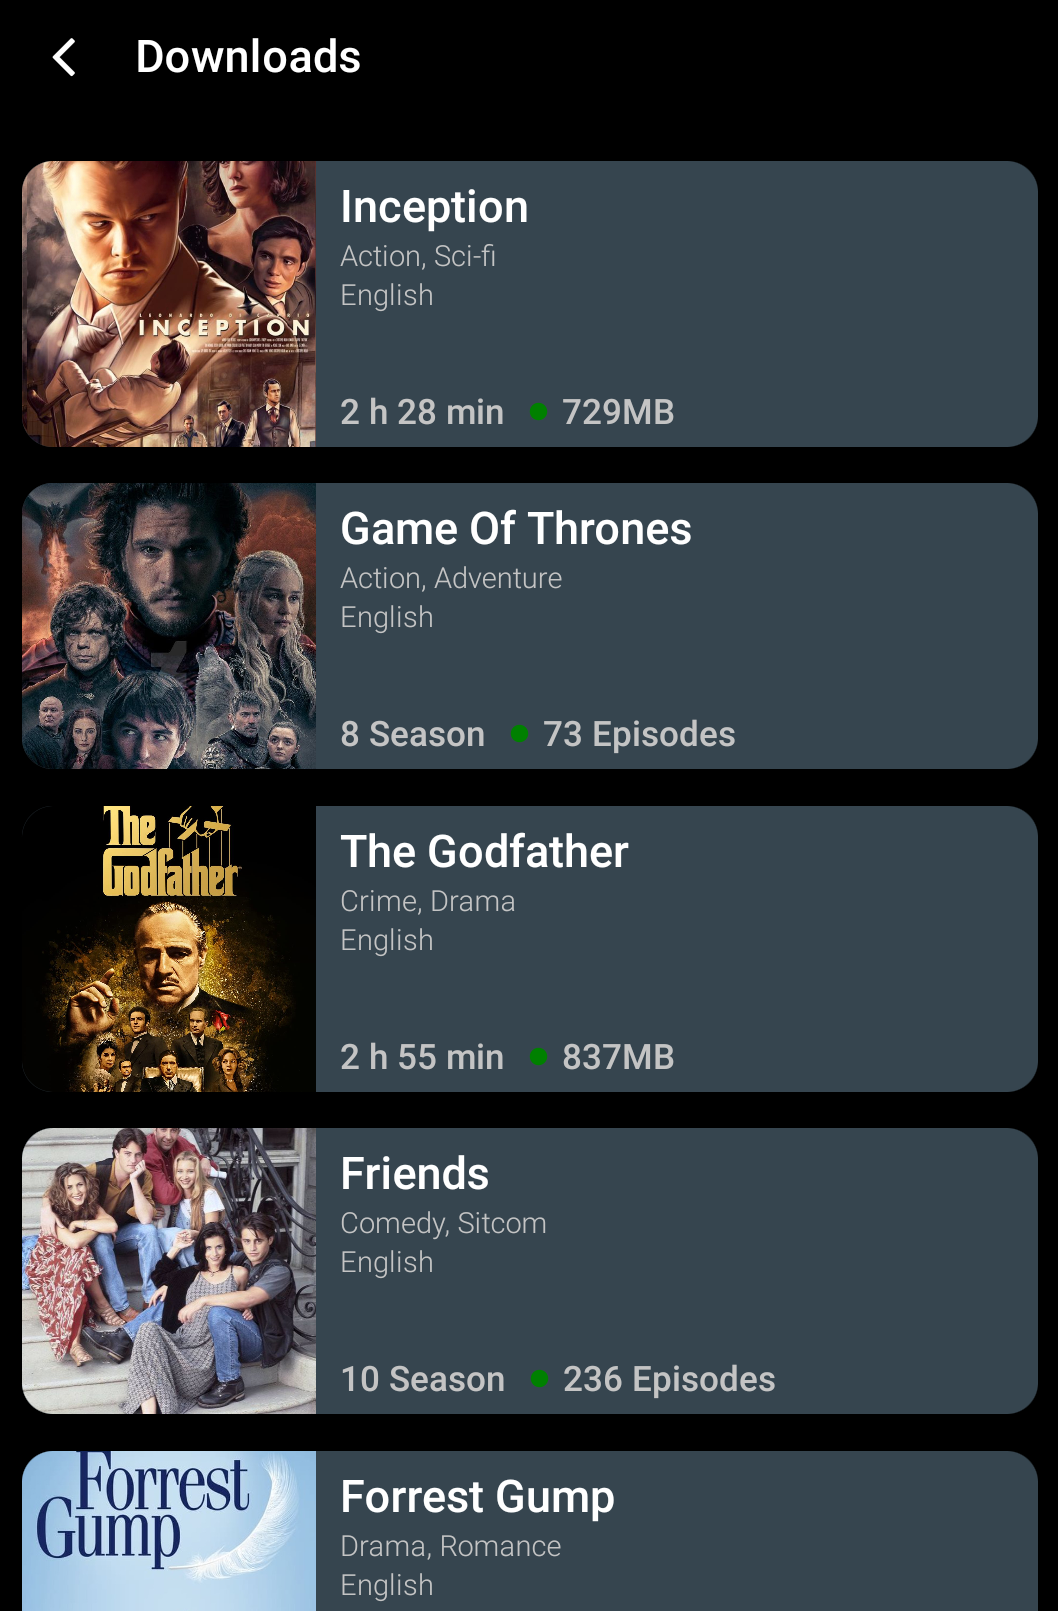 Downloads
Inception
Action, Sci-fi
English
2 h 28 min 729MB
INCEPTION
Game Of Thrones
Action, Adventure
English
8 Season 73 Episodes
The Godfather
Crime, Drama
English
2 h 55 min 837MB
The
Godfather
Friends
Comedy, Sitcom
English
10 Season 236 Episodes
Forrest
Gump
Forrest Gump
Drama, Romance
English